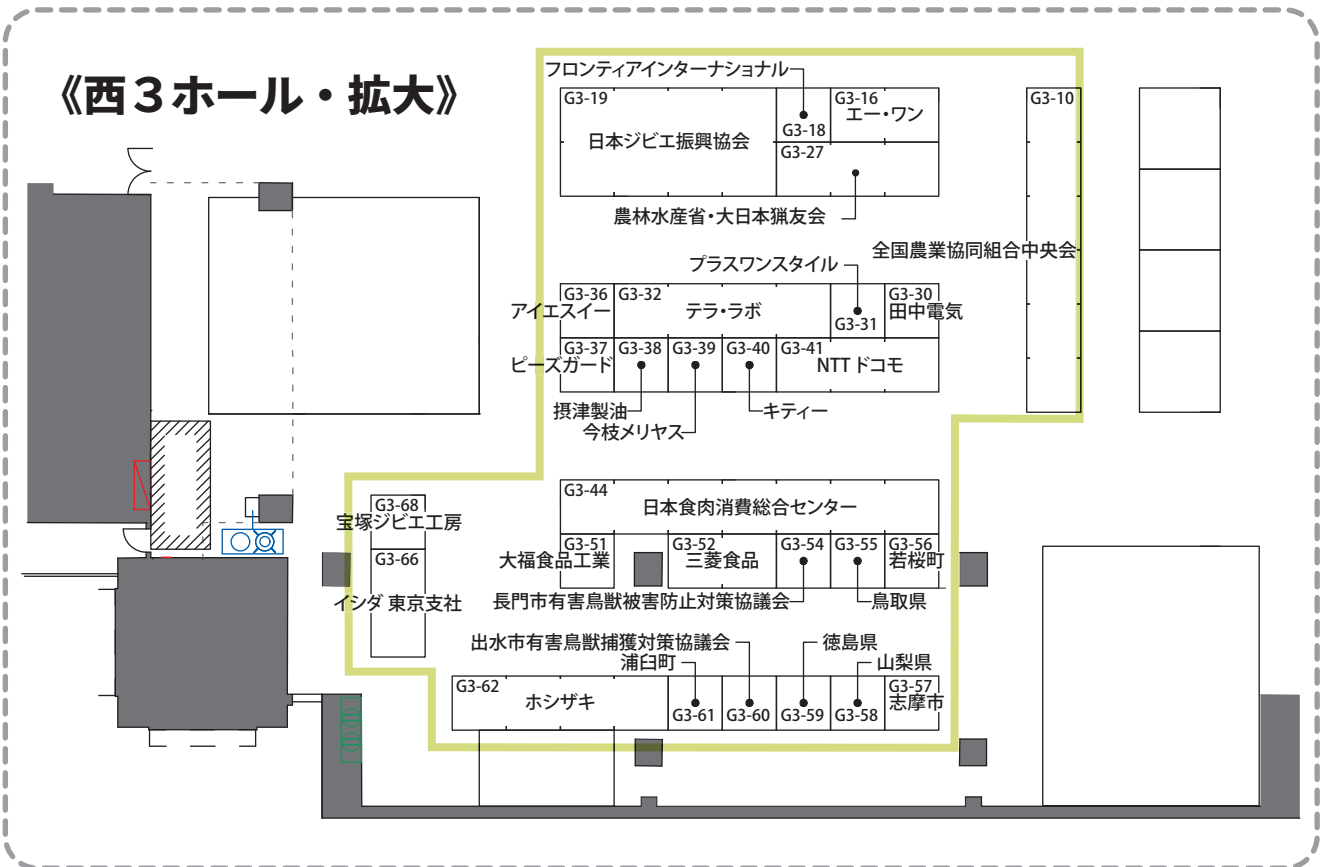 《西3ホール・拡大》
フロンティアインターナショナル
G3-19
日本ジビエ振興協会
G3-18
G3-16
エー・ワン
G3-27
農林水産省・大日本猟友会
G3-10
全国農業協同組合中央会
プラスワンスタイル
G3-36
アイエスイー
G3-32
テラ・ラボ
G3-31
G3-30
田中電気
G3-37
ピーズガード
G3-38
G3-39
G3-40
G3-41
NTTドコモ
摂津製油
今枝メリヤス
キティー
G3-44
日本食肉消費総合センター
G3-68
宝塚ジビエ工房
G3-66
イシダ 東京支社
G3-51
大福食品工業
G3-52
三菱食品
G3-54
G3-55
G3-56
若桜町
長門市有害鳥獣被害防止対策協議会
鳥取県
出水市有害鳥獣捕獲対策協議会
浦臼町
徳島県
山梨県
G3-62
ホシザキ
G3-61
G3-60
G3-59
G3-58
G3-57
志摩市